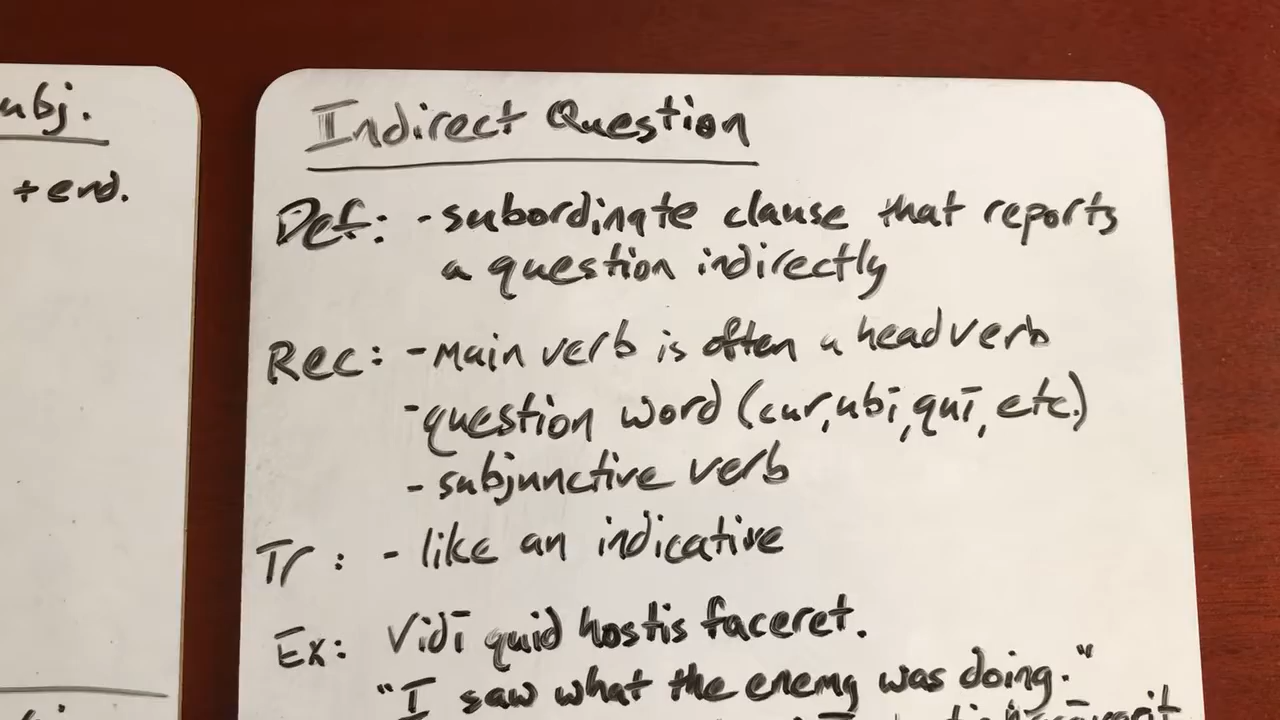 ubj.
+ end.
Indirect Question
Def: - subordinate clause that reports
a question indirectly
Rec: - Main verb is often a head verb
- question word (cur, ubi, quī, etc.)
- subjunctive verb
Tr: - like an indicative
Ex: Vidī quid hostis faceret.
"I saw what the enemy was doing."